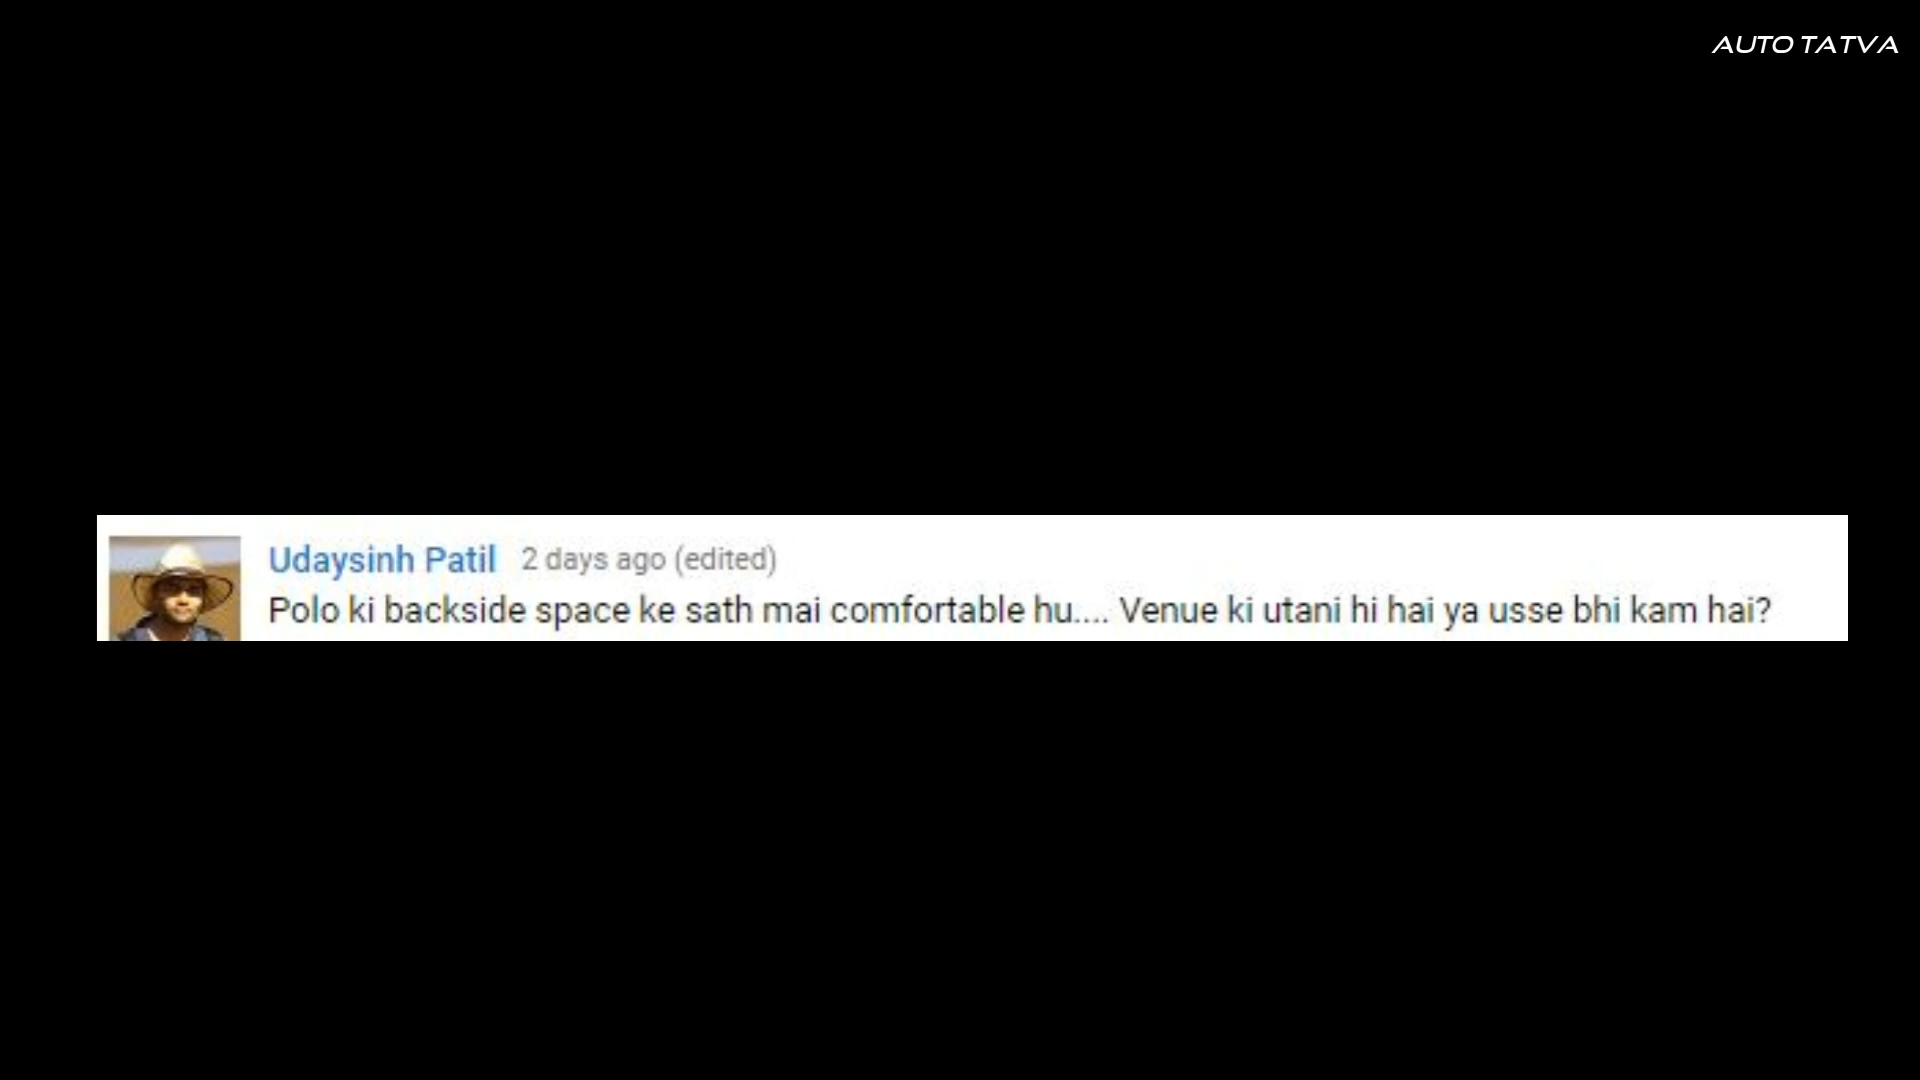 AUTO TATVA
Udaysinh Patil 2 days ago (edited)
Polo ki backside space ke sath mai comfortable hu.... Venue ki utani hi hai ya usse bhi kam hai?